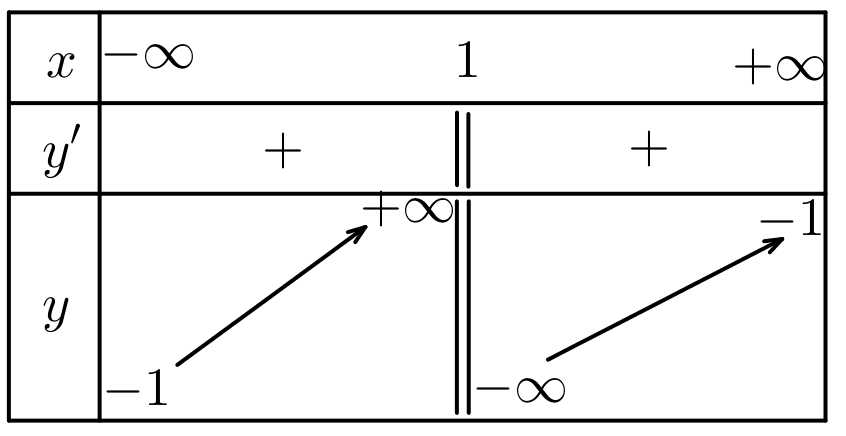 x −∞ 1 +∞
y′ + +
+∞ −1
y
−1 −∞